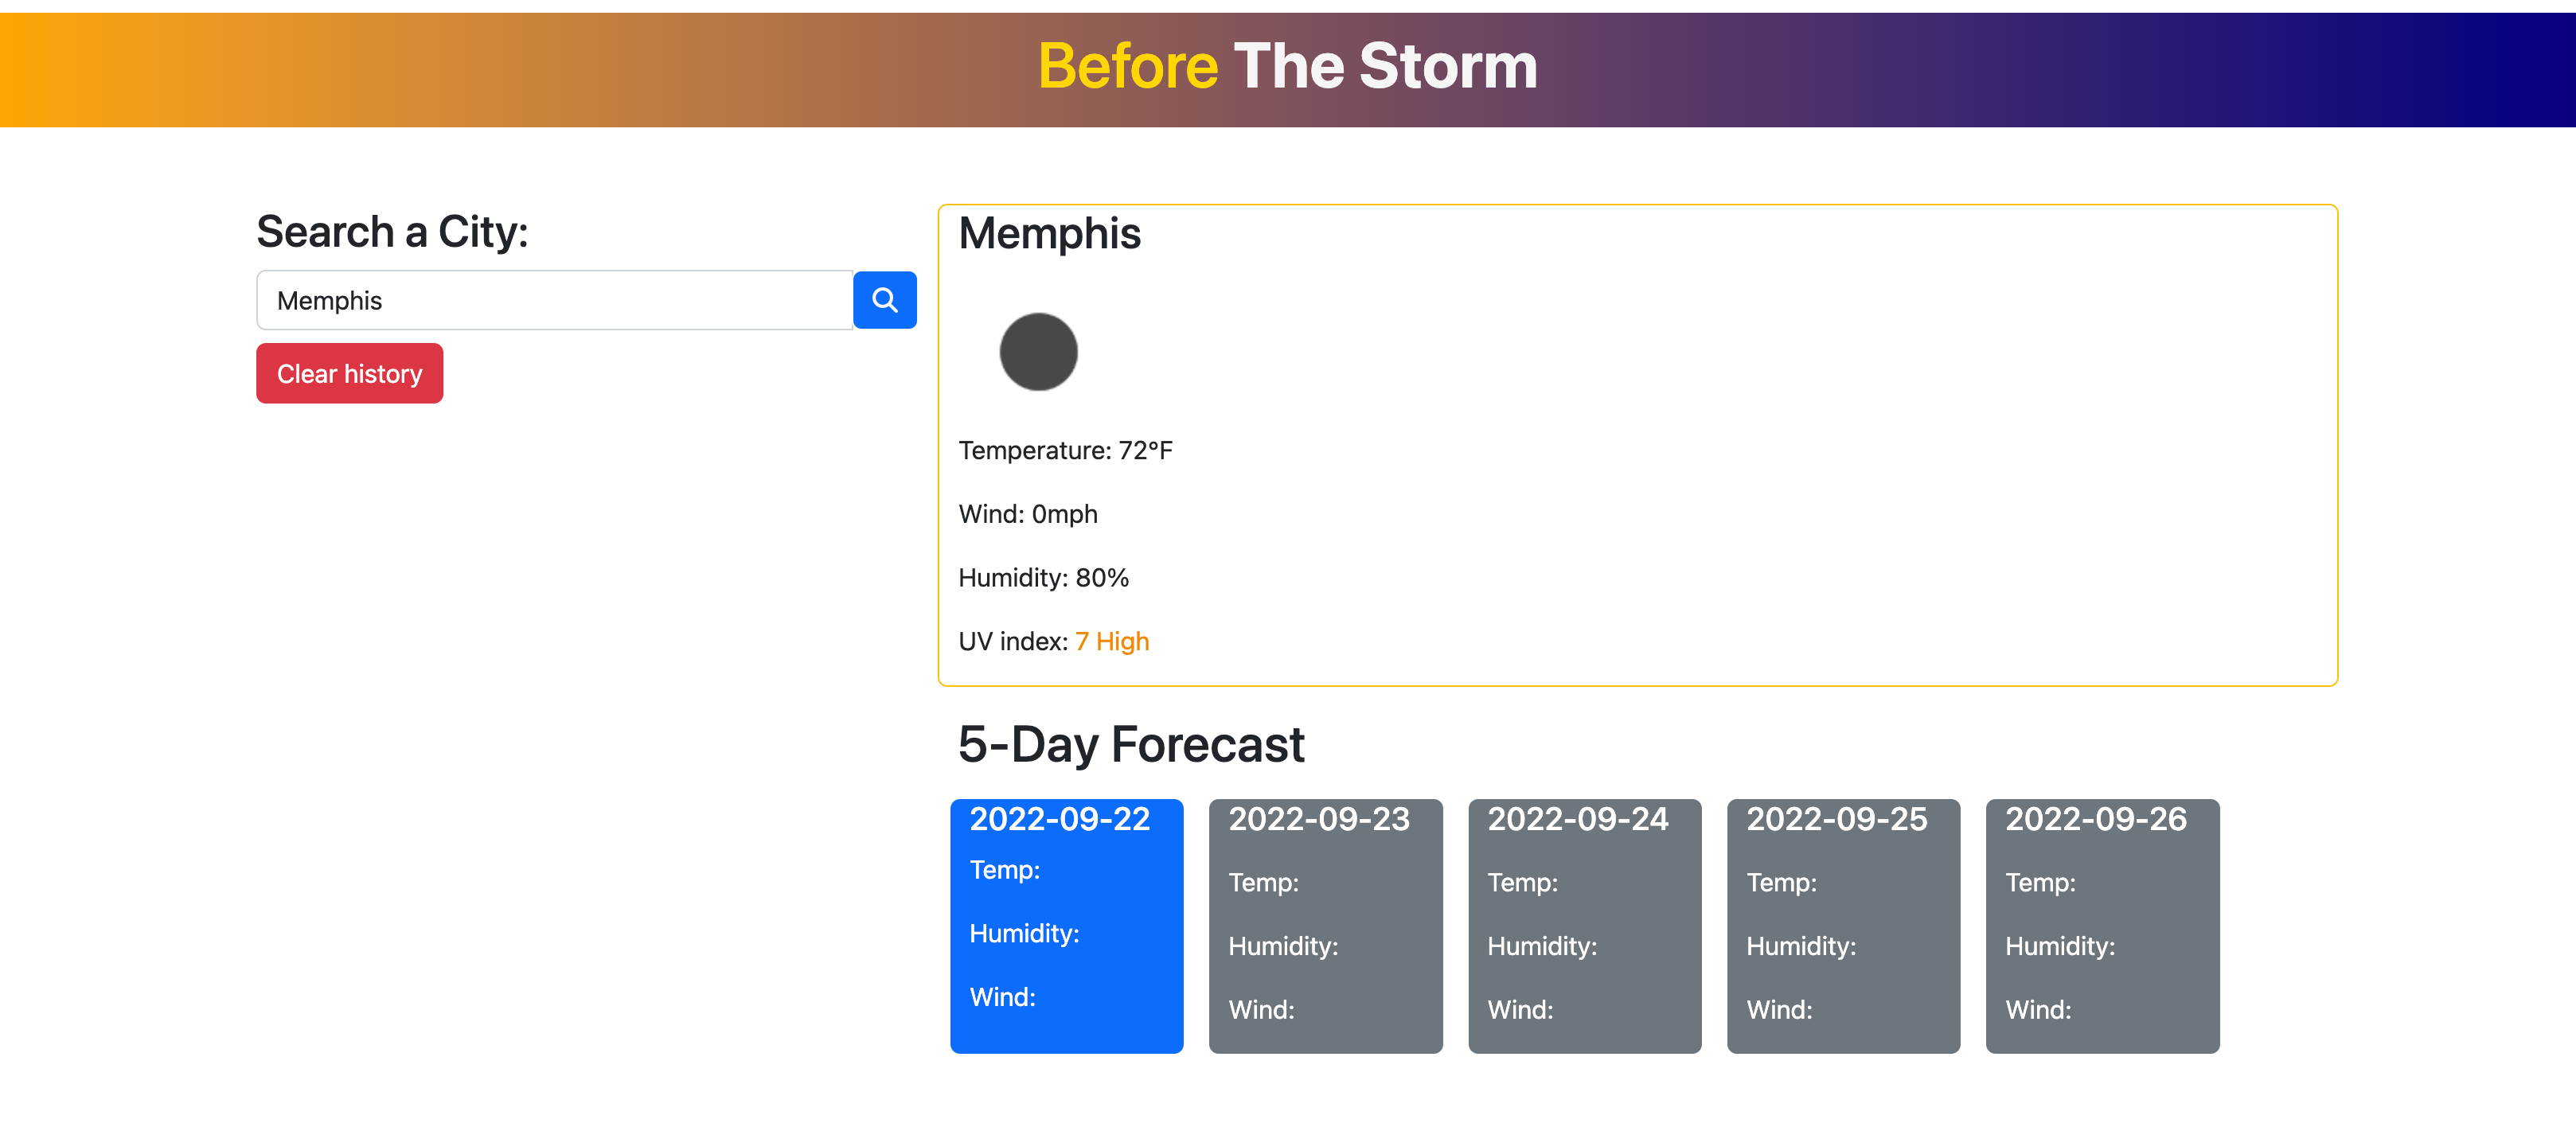 Before The Storm
Search a City:
Memphis
Clear history
Memphis
Temperature: 72°F
Wind: 0mph
Humidity: 80%
UV index: 7 High
5-Day Forecast
2022-09-22
Temp:
Humidity:
Wind:
2022-09-23
Temp:
Humidity:
Wind:
2022-09-24
Temp:
Humidity:
Wind:
2022-09-25
Temp:
Humidity:
Wind:
2022-09-26
Temp:
Humidity:
Wind: